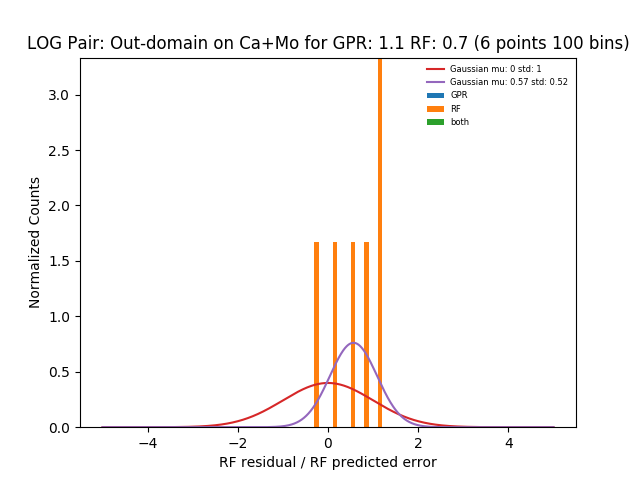 LOG Pair: Out-domain on Ca+Mo for GPR: 1.1 RF: 0.7 (6 points 100 bins)
Gaussian mu: 0 std: 1
Gaussian mu: 0.57 std: 0.52
GPR
RF
both
Normalized Counts
3.0
2.5
2.0
1.5
1.0
0.5
0.0
−4 −2 0 2 4
RF residual / RF predicted error